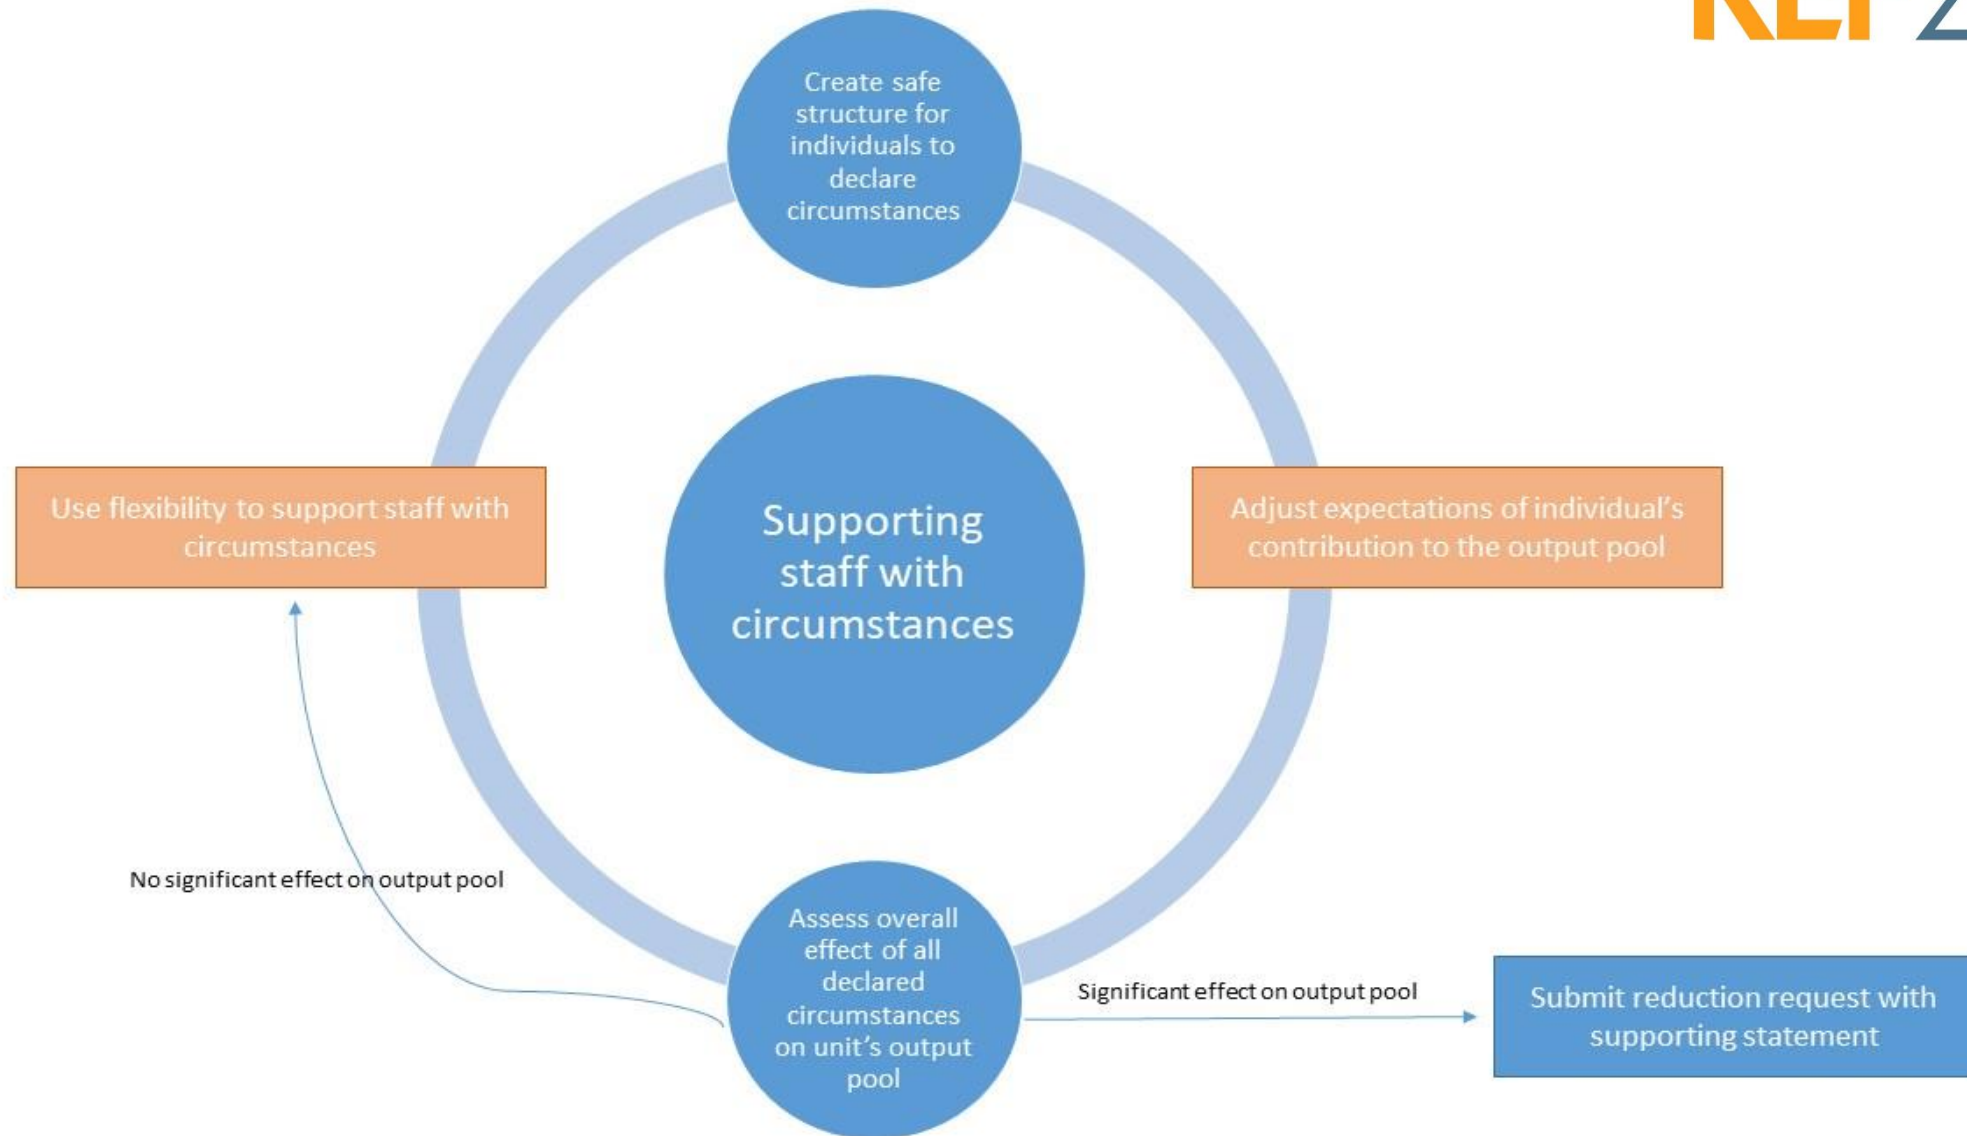 Create safe
structure for
individuals to
declare
circumstances
Use flexibility to support staff with
circumstances
Supporting
staff with
circumstances
Adjust expectations of individual's
contribution to the output pool
No significant effect on output pool
Assess overall
effect of all
declared
circumstances
on unit's output
pool
Significant effect on output pool
Submit reduction request with
supporting statement